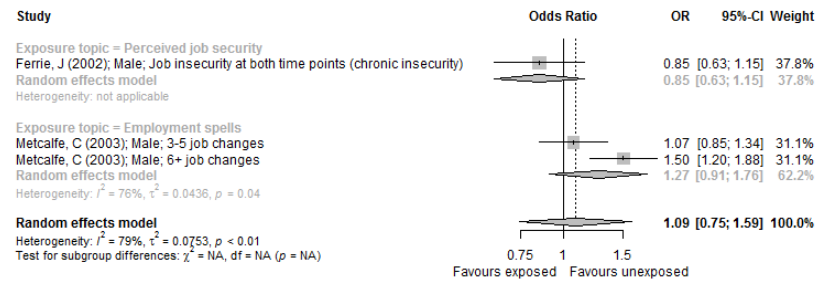 Study Odds Ratio OR 95%-CI Weight
Exposure topic = Perceived job security
Ferrie, J (2002); Male; Job insecurity at both time points (chronic insecurity) 0.85 [0.63; 1.15] 37.8%
Random effects model 0.85 [0.63; 1.15] 37.8%
Heterogeneity: not applicable
Exposure topic = Employment spells
Metcalfe, C (2003); Male; 3-5 job changes 1.07 [0.85; 1.34] 31.1%
Metcalfe, C (2003); Male; 6+ job changes 1.50 [1.20; 1.88] 31.1%
Random effects model 1.27 [0.91; 1.76] 62.2%
Heterogeneity: I² = 76%, τ² = 0.0436, p = 0.04
Random effects model 1.09 [0.75; 1.59] 100.0%
Heterogeneity: I² = 79%, τ² = 0.0753, p < 0.01
Test for subgroup differences: χ² = NA, df = NA (p = NA)
0.75 1 1.5
Favours exposed Favours unexposed